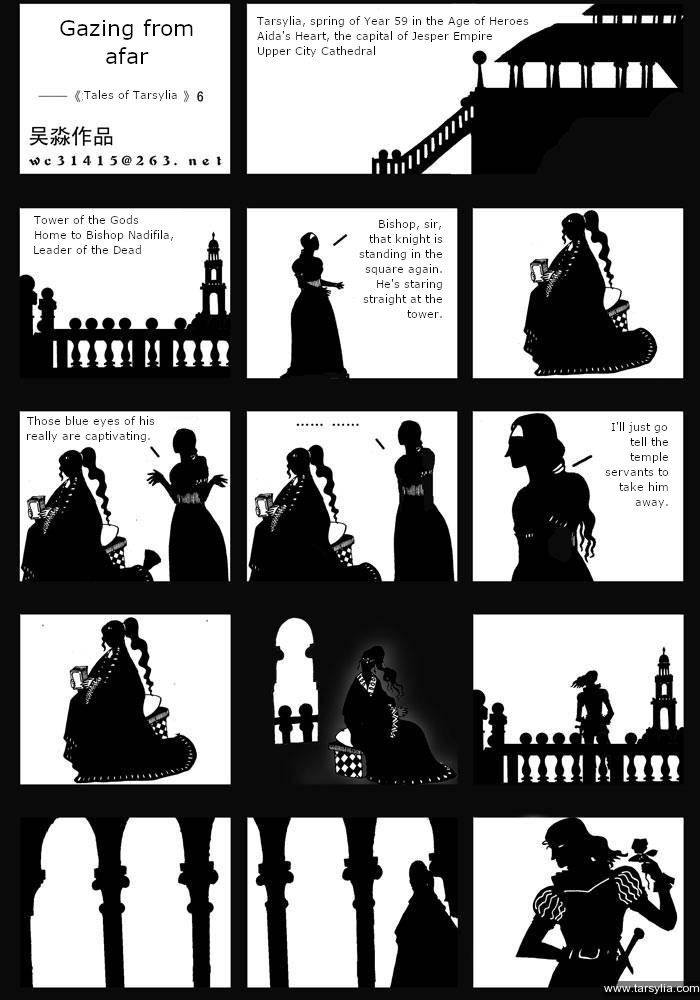 Gazing from
afar
——《Tales of Tarsylia 》6
吴淼作品
wc31415@263. net
Tarsylia, spring of Year 59 in the Age of Heroes
Aida's Heart, the capital of Jesper Empire
Upper City Cathedral
Tower of the Gods
Home to Bishop Nadifila,
Leader of the Dead
Bishop, sir,
that knight is
standing in the
square again.
He's staring
straight at the
tower.
Those blue eyes of his
really are captivating.
...... ......
I'll just go
tell the
temple
servants to
take him
away.
www.tarsylia.com